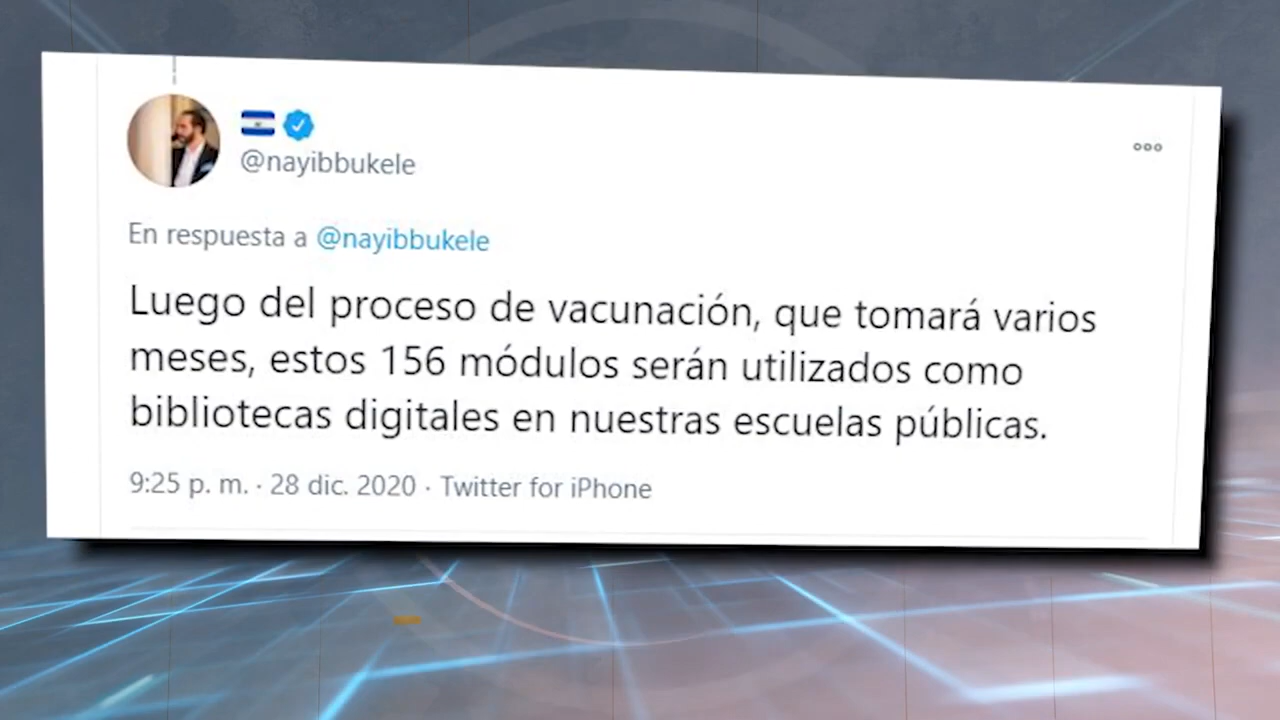 @nayibbukele
En respuesta a @nayibbukele
Luego del proceso de vacunación, que tomará varios
meses, estos 156 módulos serán utilizados como
bibliotecas digitales en nuestras escuelas públicas.
9:25 p. m. · 28 dic. 2020 · Twitter for iPhone